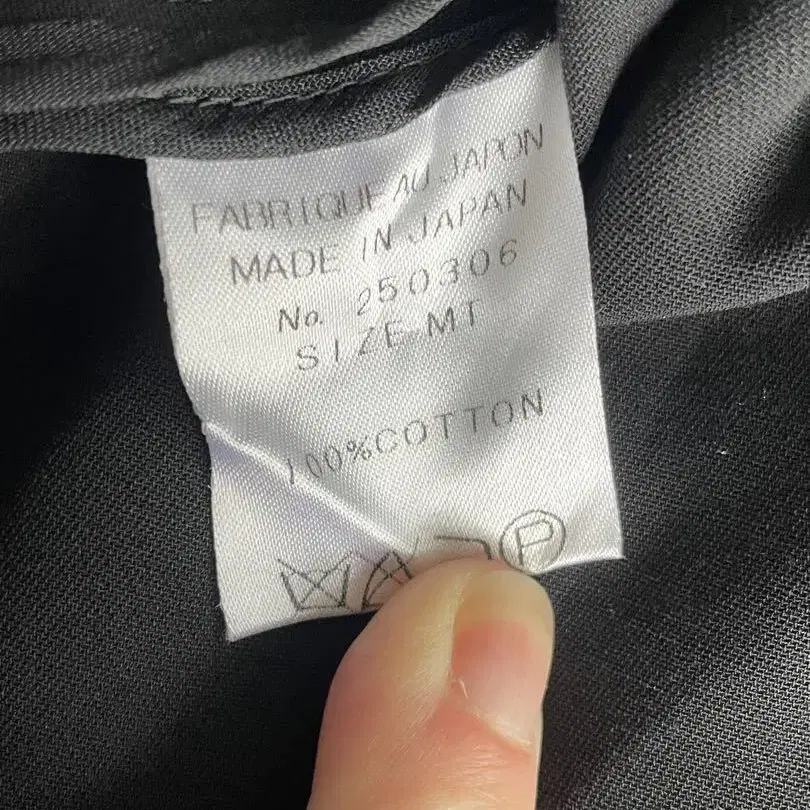 FABRIQUE AU JAPON
MADE IN JAPAN
No. 250306
SIZE MT
100%COTTON
P